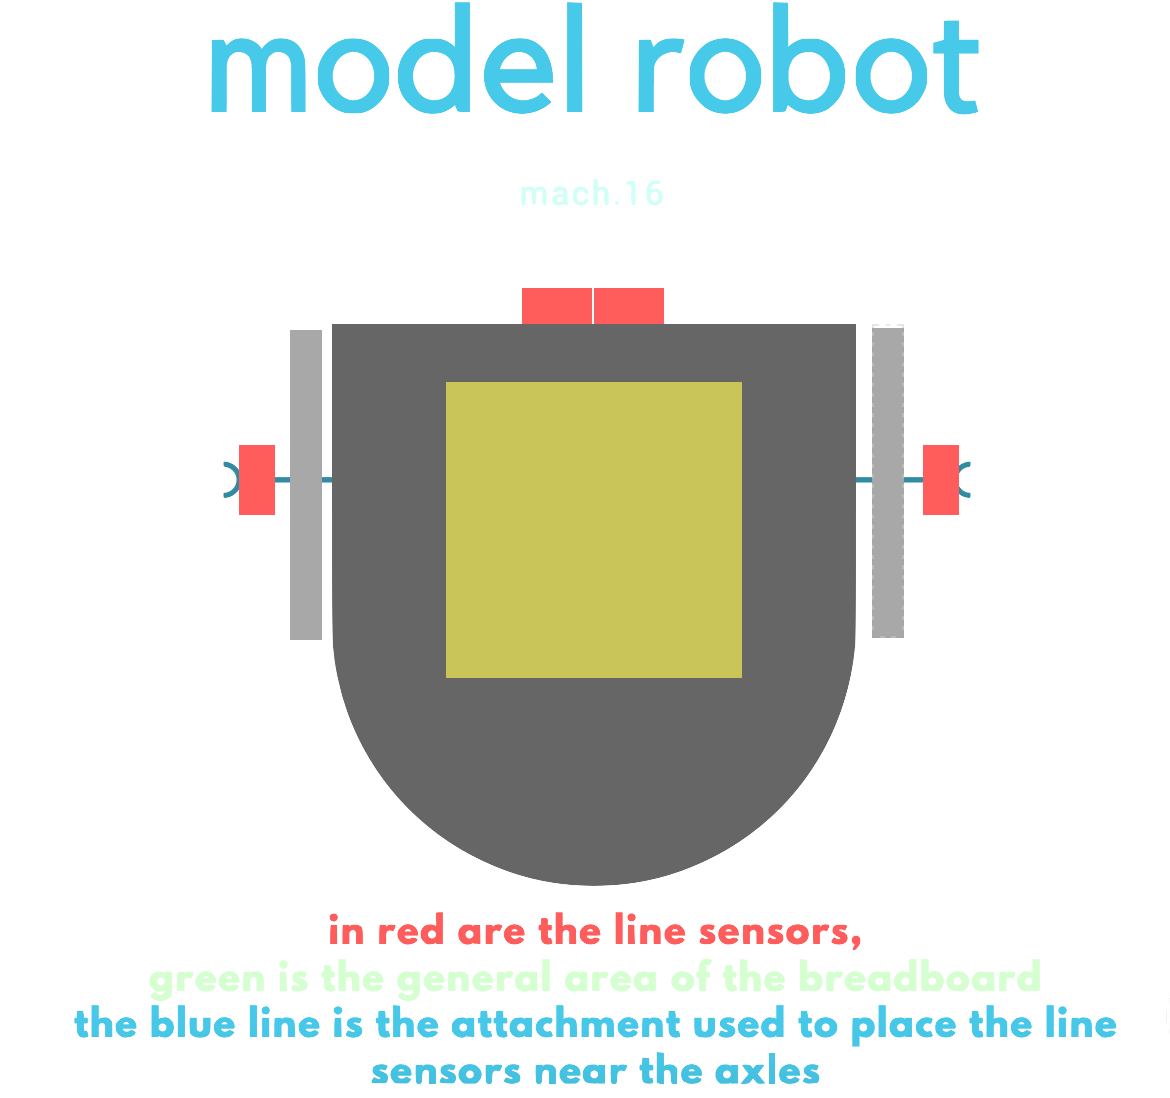 model robot
mach.16
in red are the line sensors,
green is the general area of the breadboard
the blue line is the attachment used to place the line
sensors near the axles